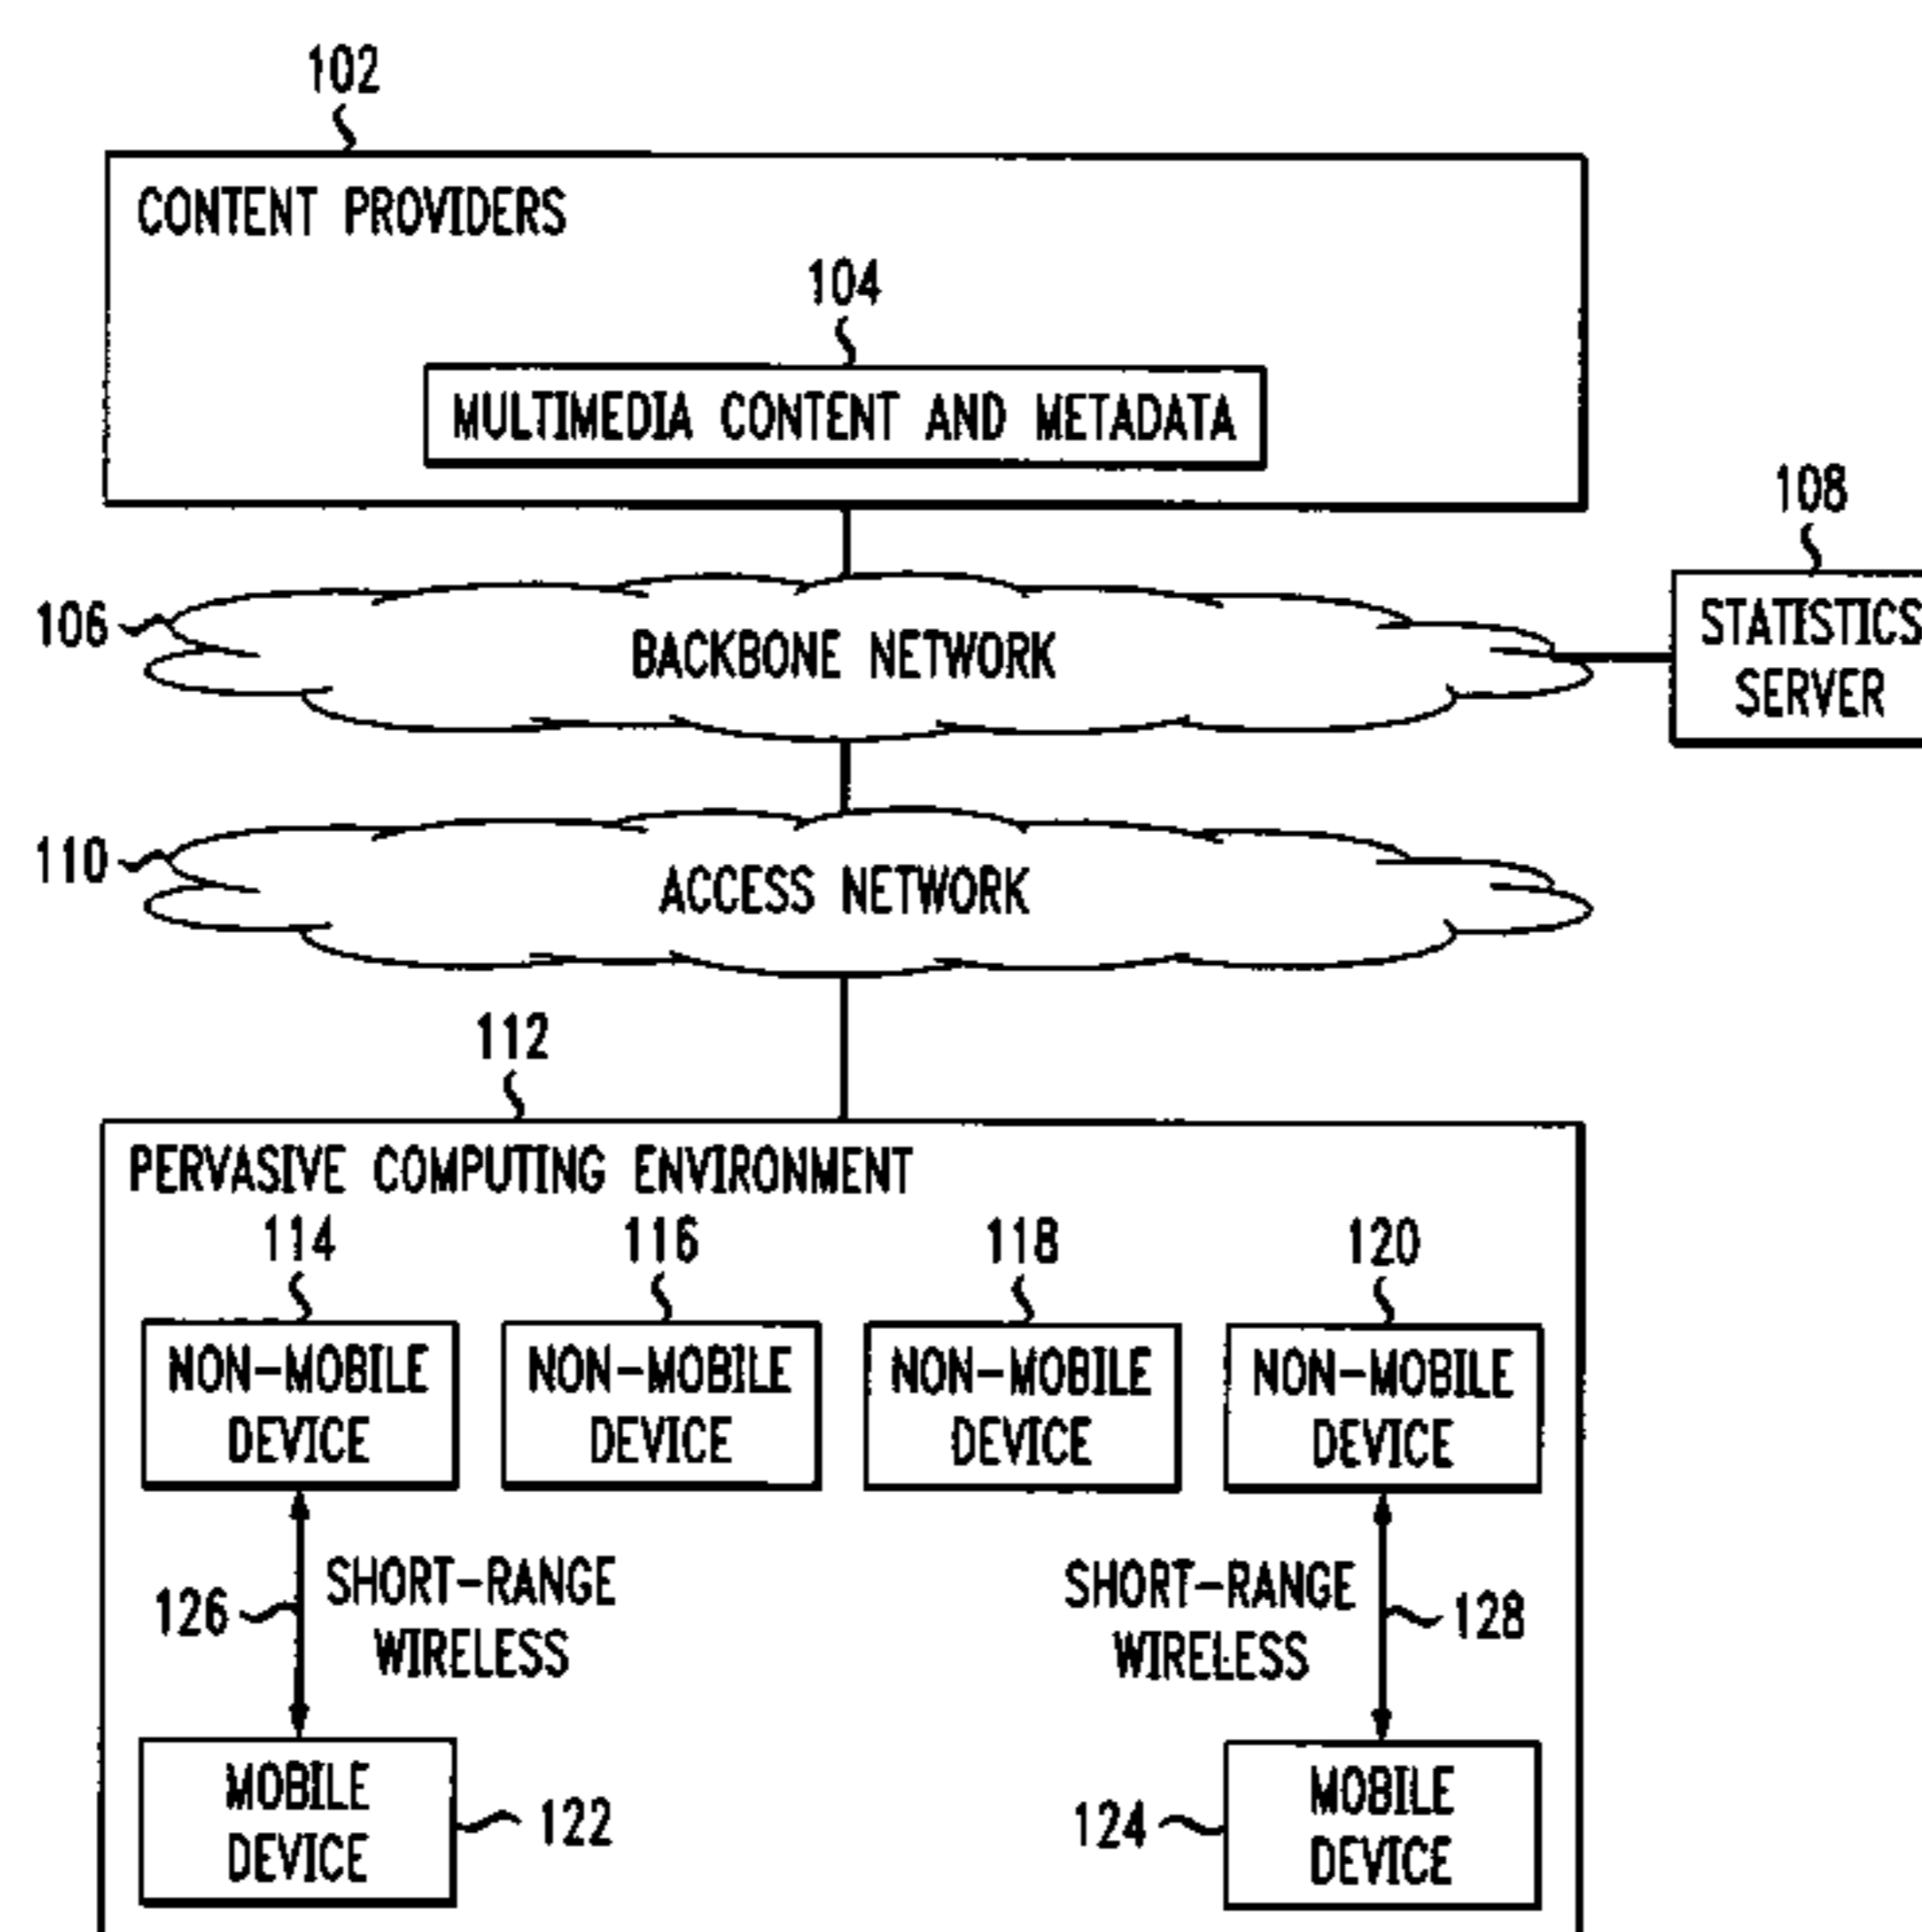 102
CONTENT PROVIDERS
104
MULTIMEDIA CONTENT AND METADATA
108
STATISTICS
SERVER
106
BACKBONE NETWORK
110
ACCESS NETWORK
112
PERVASIVE COMPUTING ENVIRONMENT
114
116
118
120
NON-MOBILE
DEVICE
NON-MOBILE
DEVICE
NON-MOBILE
DEVICE
NON-MOBILE
DEVICE
126
SHORT-RANGE
WIRELESS
SHORT-RANGE
WIRELESS
128
MOBILE
DEVICE
122
124
MOBILE
DEVICE